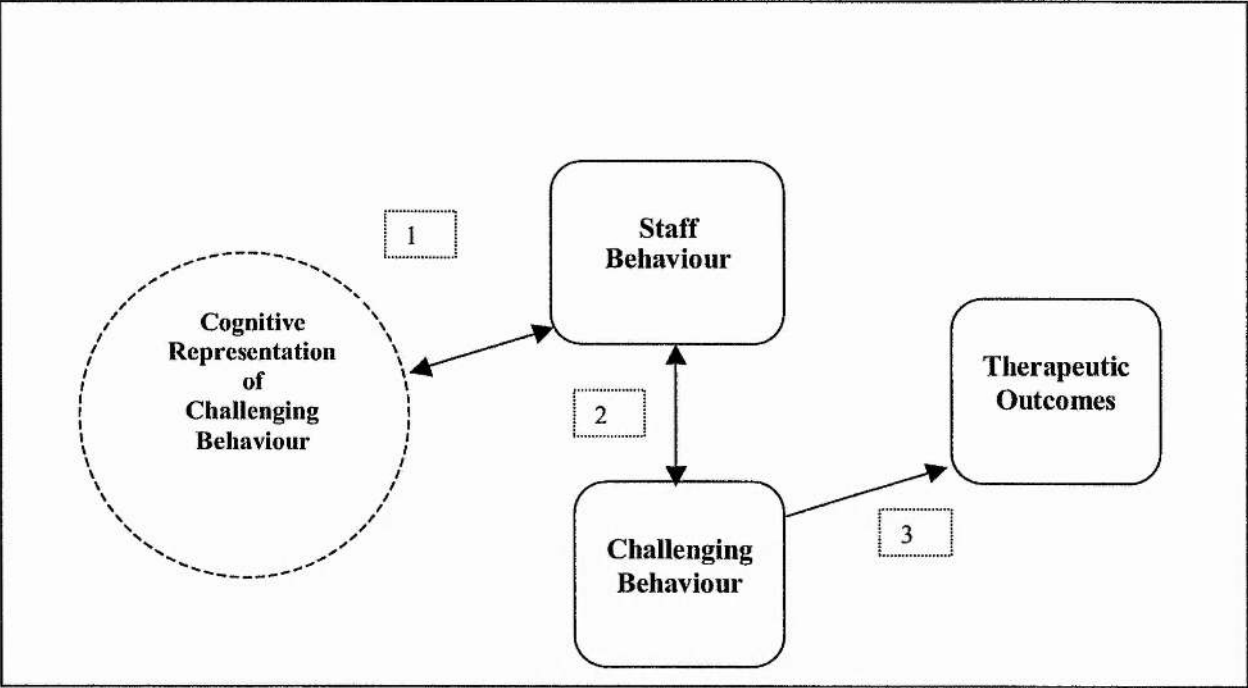 1
Staff
Behaviour
Cognitive
Representation
of
Challenging
Behaviour
Therapeutic
Outcomes
2
Challenging
Behaviour
3